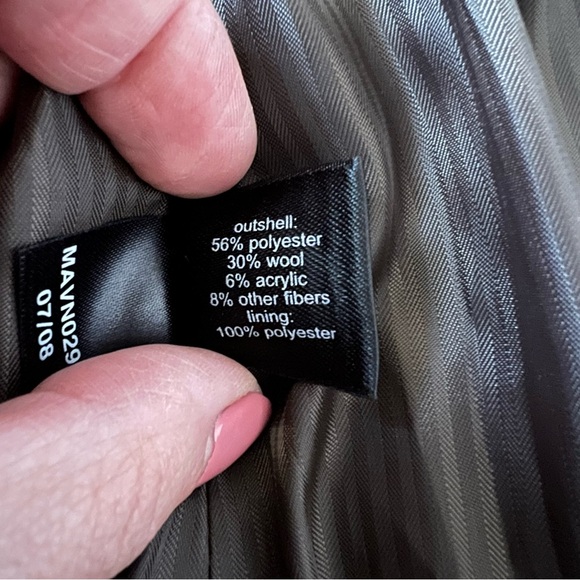 outshell:
56% polyester
30% wool
6% acrylic
8% other fibers
lining:
100% polyester
MAVN029
07/08